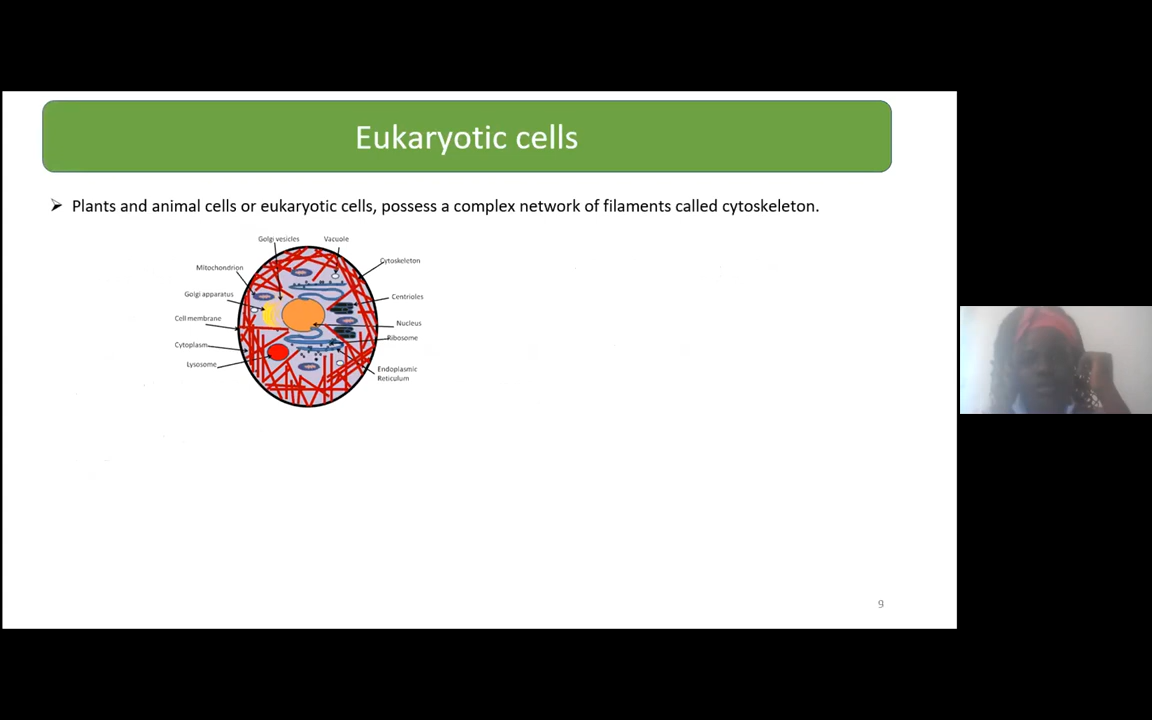 Eukaryotic cells
➢ Plants and animal cells or eukaryotic cells, possess a complex network of filaments called cytoskeleton.
Golgi vesicles
Vacuole
Cytoskeleton
Mitochondrion
Golgi apparatus
Centrioles
Cell membrane
Nucleus
Ribosome
Cytoplasm
Lysosome
Endoplasmic
Reticulum
9